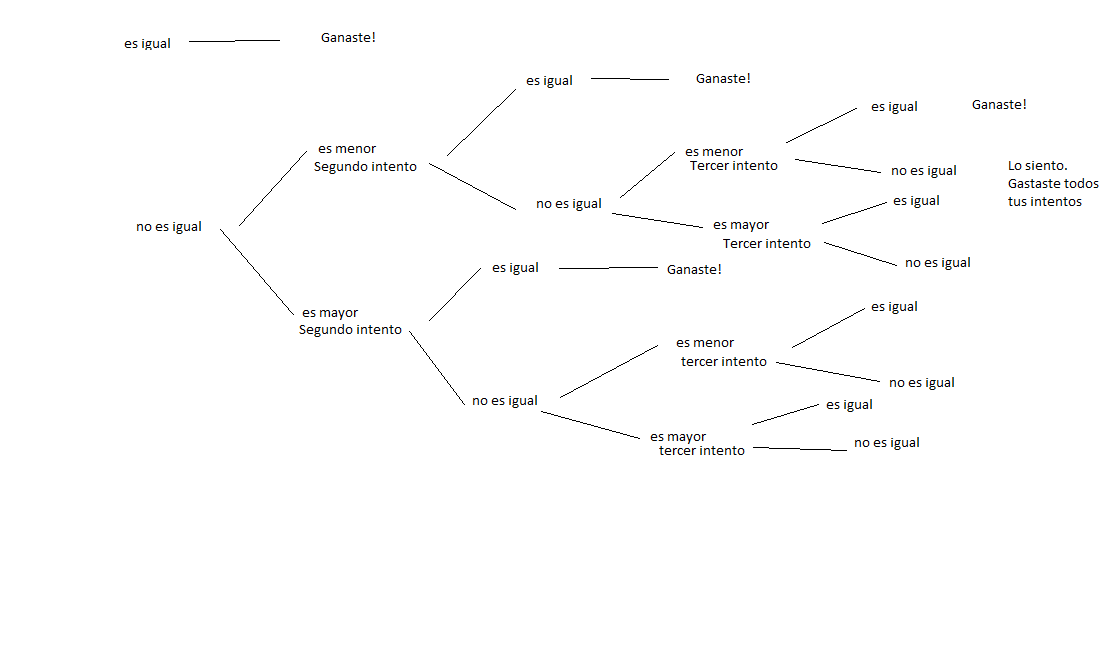 es igual
Ganaste!
es igual
Ganaste!
es igual
Ganaste!
es menor
Segundo intento
es menor
Tercer intento
no es igual
Lo siento.
Gastaste todos
tus intentos
no es igual
es igual
no es igual
es mayor
Tercer intento
no es igual
es igual
Ganaste!
es mayor
Segundo intento
es igual
es menor
tercer intento
no es igual
no es igual
es igual
es mayor
tercer intento
no es igual